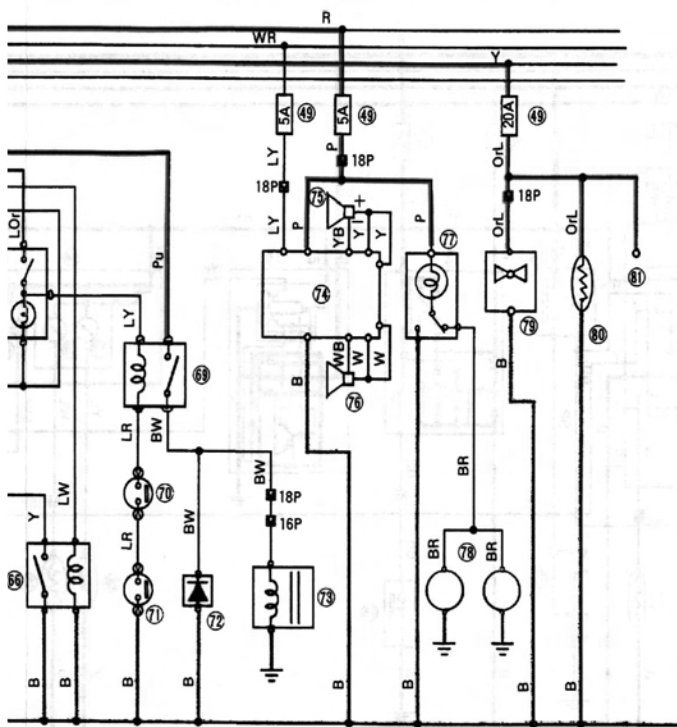 R
WR
Y
5A 49 5A 49 20A 49
LY P OrL
18P
18P 18P
LOr Pu LY P 75 + − P 77 OrL OrL 81
YB Y Y
74 79 80
LY
69 B WB W W B
76
LR BW
BR
Y LW 70 BW BW 18P
LR 16P BR 78 BR
66 71 72 73
B B B B B B B B